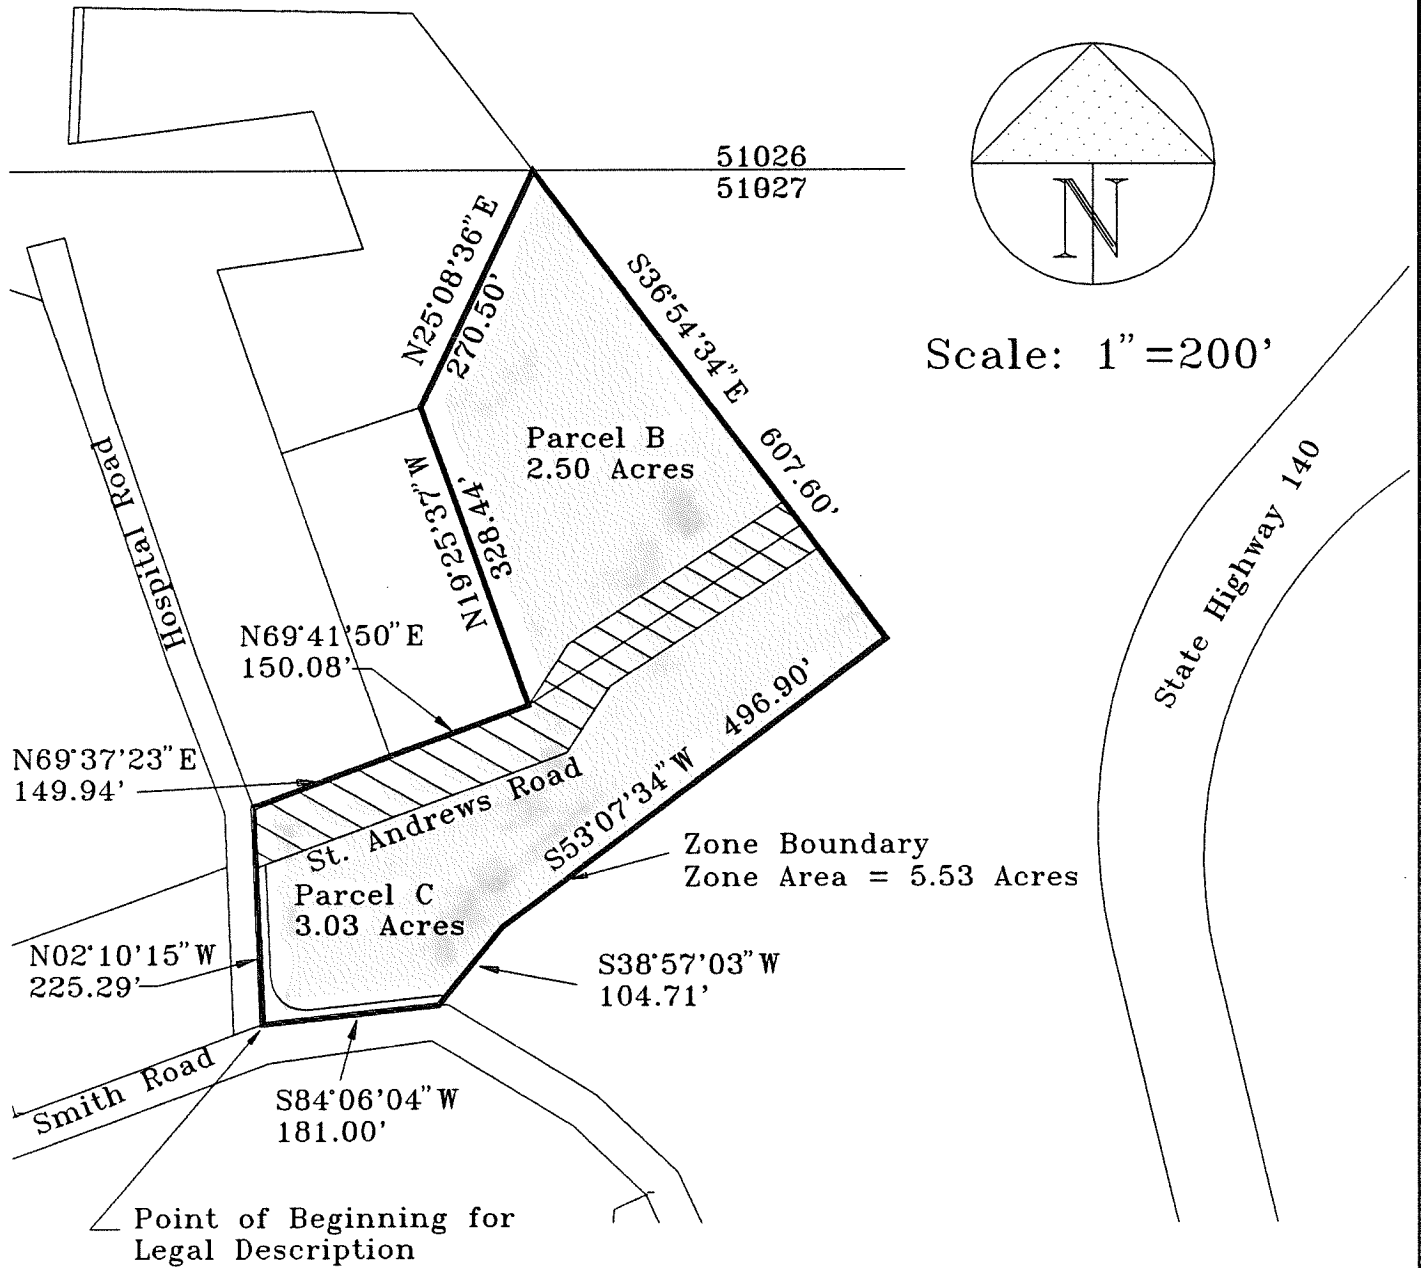 51026
51027
N
Scale: 1"=200'
N25°08'36"E
270.50'
S36°54'34"E 607.60'
Parcel B
2.50 Acres
N19°25'37"W
328.44'
Hospital Road
State Highway 140
N69°41'50"E
150.08'
N69°37'23"E
149.94'
St. Andrews Road
S53°07'34"W 496.90'
Zone Boundary
Zone Area = 5.53 Acres
Parcel C
3.03 Acres
N02°10'15"W
225.29'
S38°57'03"W
104.71'
Smith Road
S84°06'04"W
181.00'
Point of Beginning for
Legal Description